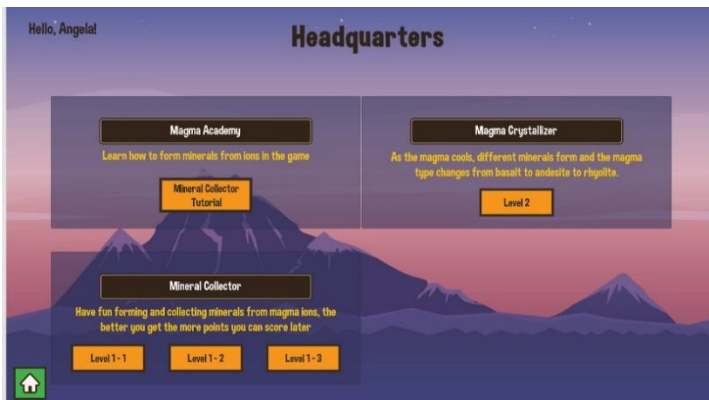 Hello, Angela!
Headquarters
Magma Academy
Learn how to form minerals from ions in the game
Mineral Collector
Tutorial
Magma Crystallizer
As the magma cools, different minerals form and the magma
type changes from basalt to andesite to rhyolite.
Level 2
Mineral Collector
Have fun forming and collecting minerals from magma ions, the
better you get the more points you can score later
Level 1 - 1
Level 1 - 2
Level 1 - 3